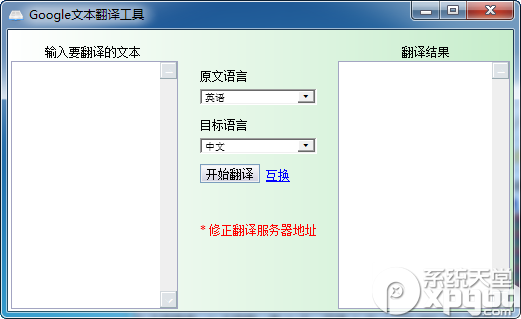 Google文本翻译工具
输入要翻译的文本
翻译结果
原文语言
英语
目标语言
中文
开始翻译 互换
*修正翻译服务器地址
系统天堂